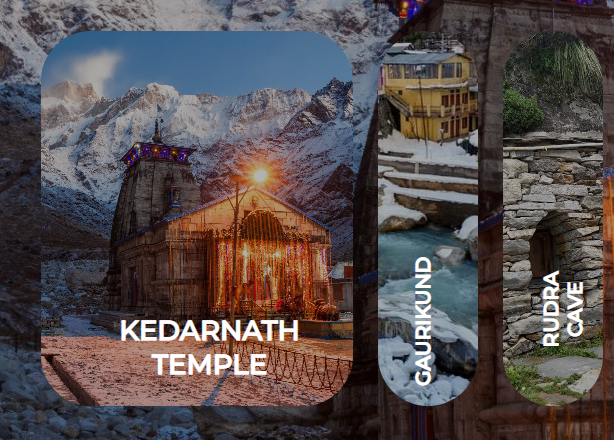 KEDARNATH
TEMPLE
GAURIKUND
RUDRA
CAVE